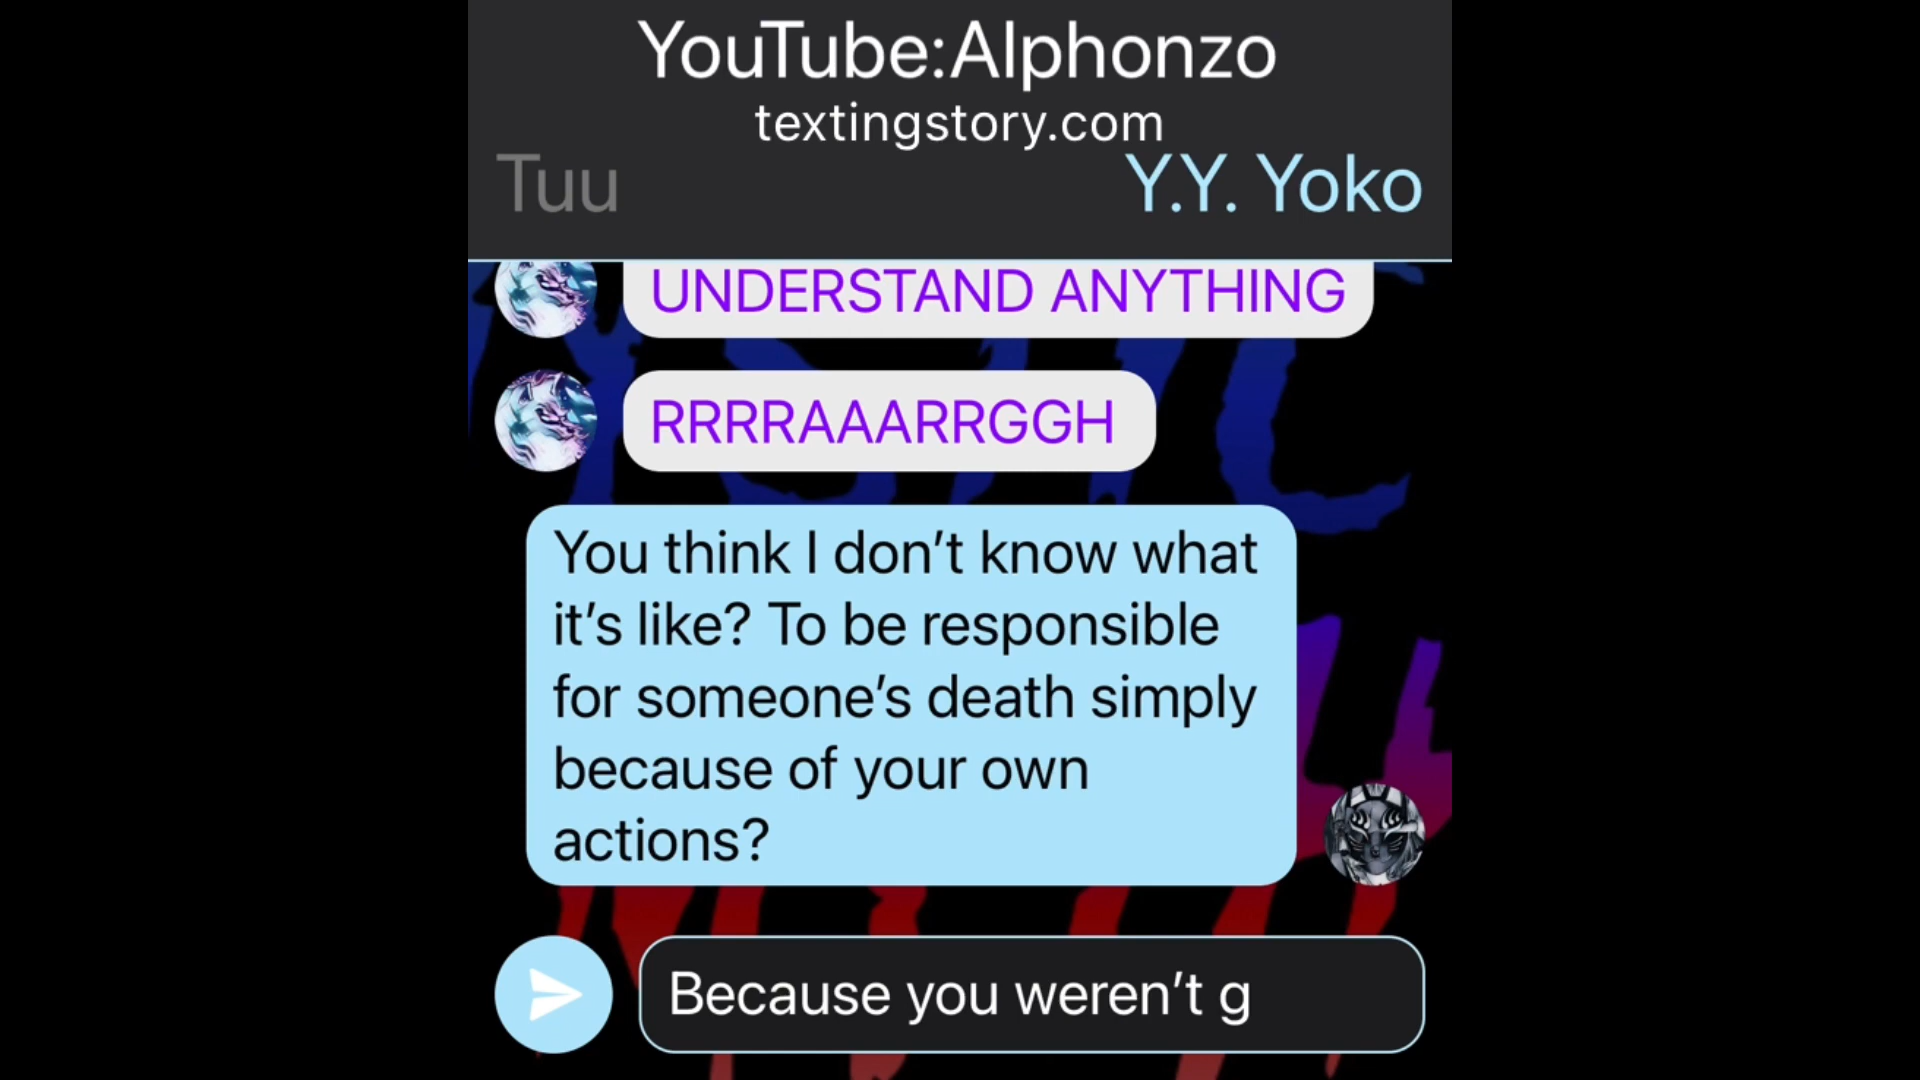 YouTube:Alphonzo
textingstory.com
Tuu
Y.Y. Yoko
UNDERSTAND ANYTHING
RRRRAAARRGGH
You think I don’t know what
it’s like? To be responsible
for someone’s death simply
because of your own
actions?
Because you weren’t g